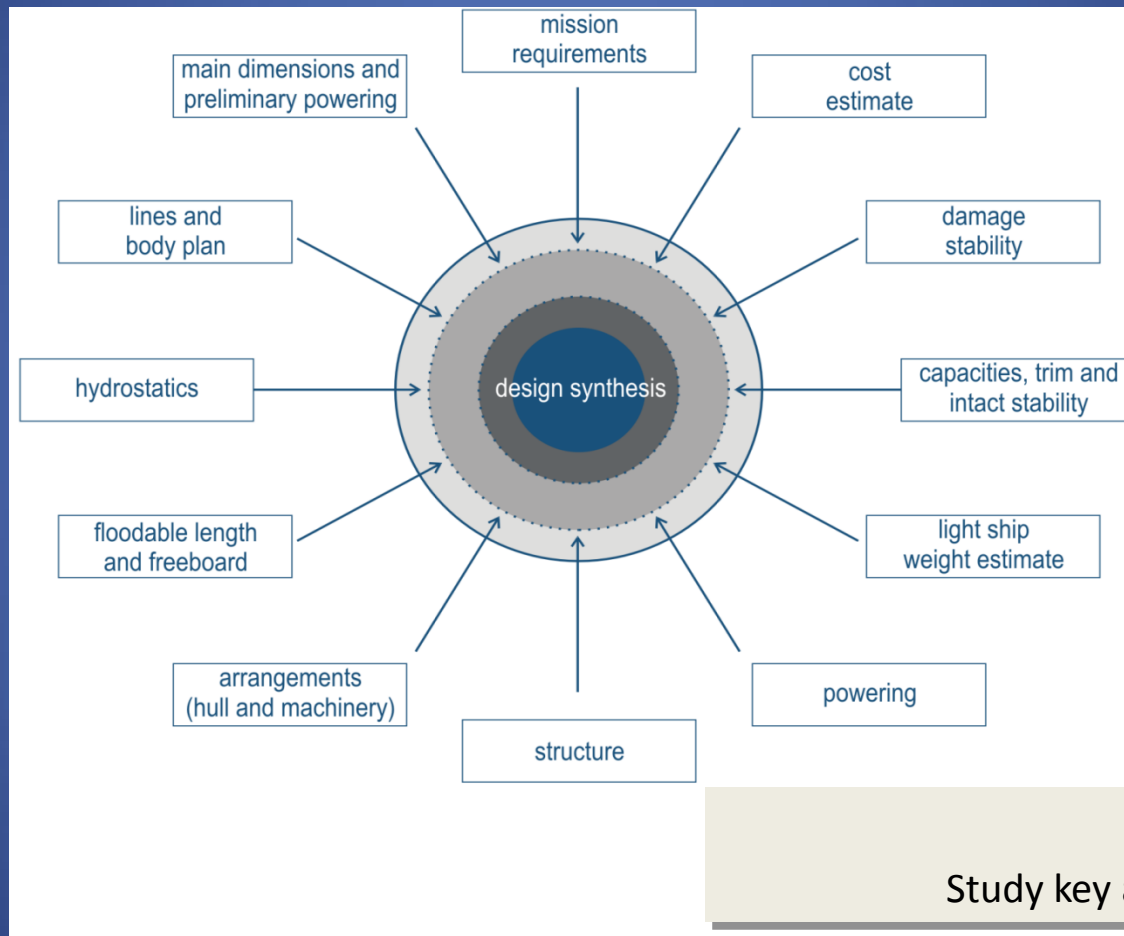 mission
requirements
main dimensions and
preliminary powering
cost
estimate
lines and
body plan
damage
stability
hydrostatics
design synthesis
capacities, trim and
intact stability
floodable length
and freeboard
light ship
weight estimate
arrangements
(hull and machinery)
powering
structure
Study key